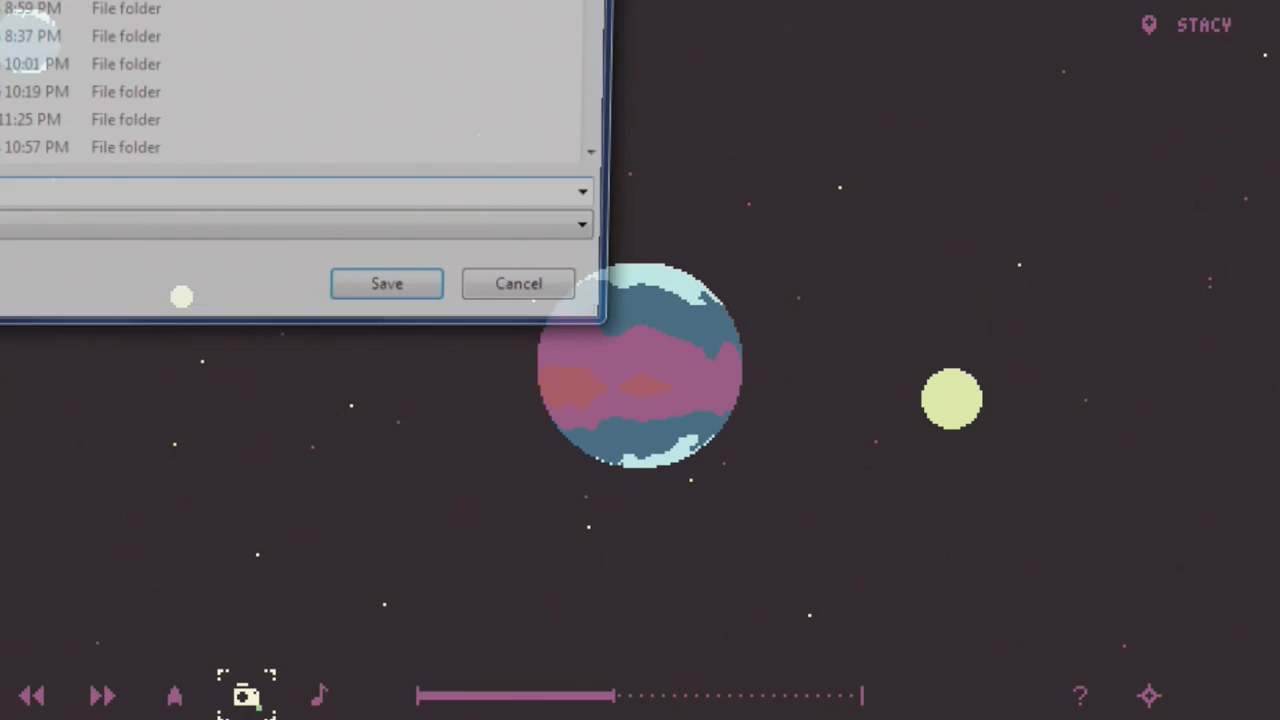 8:59 PM File folder
STACY
8:37 PM File folder
10:01 PM File folder
10:19 PM File folder
11:25 PM File folder
10:57 PM File folder
Save Cancel
?